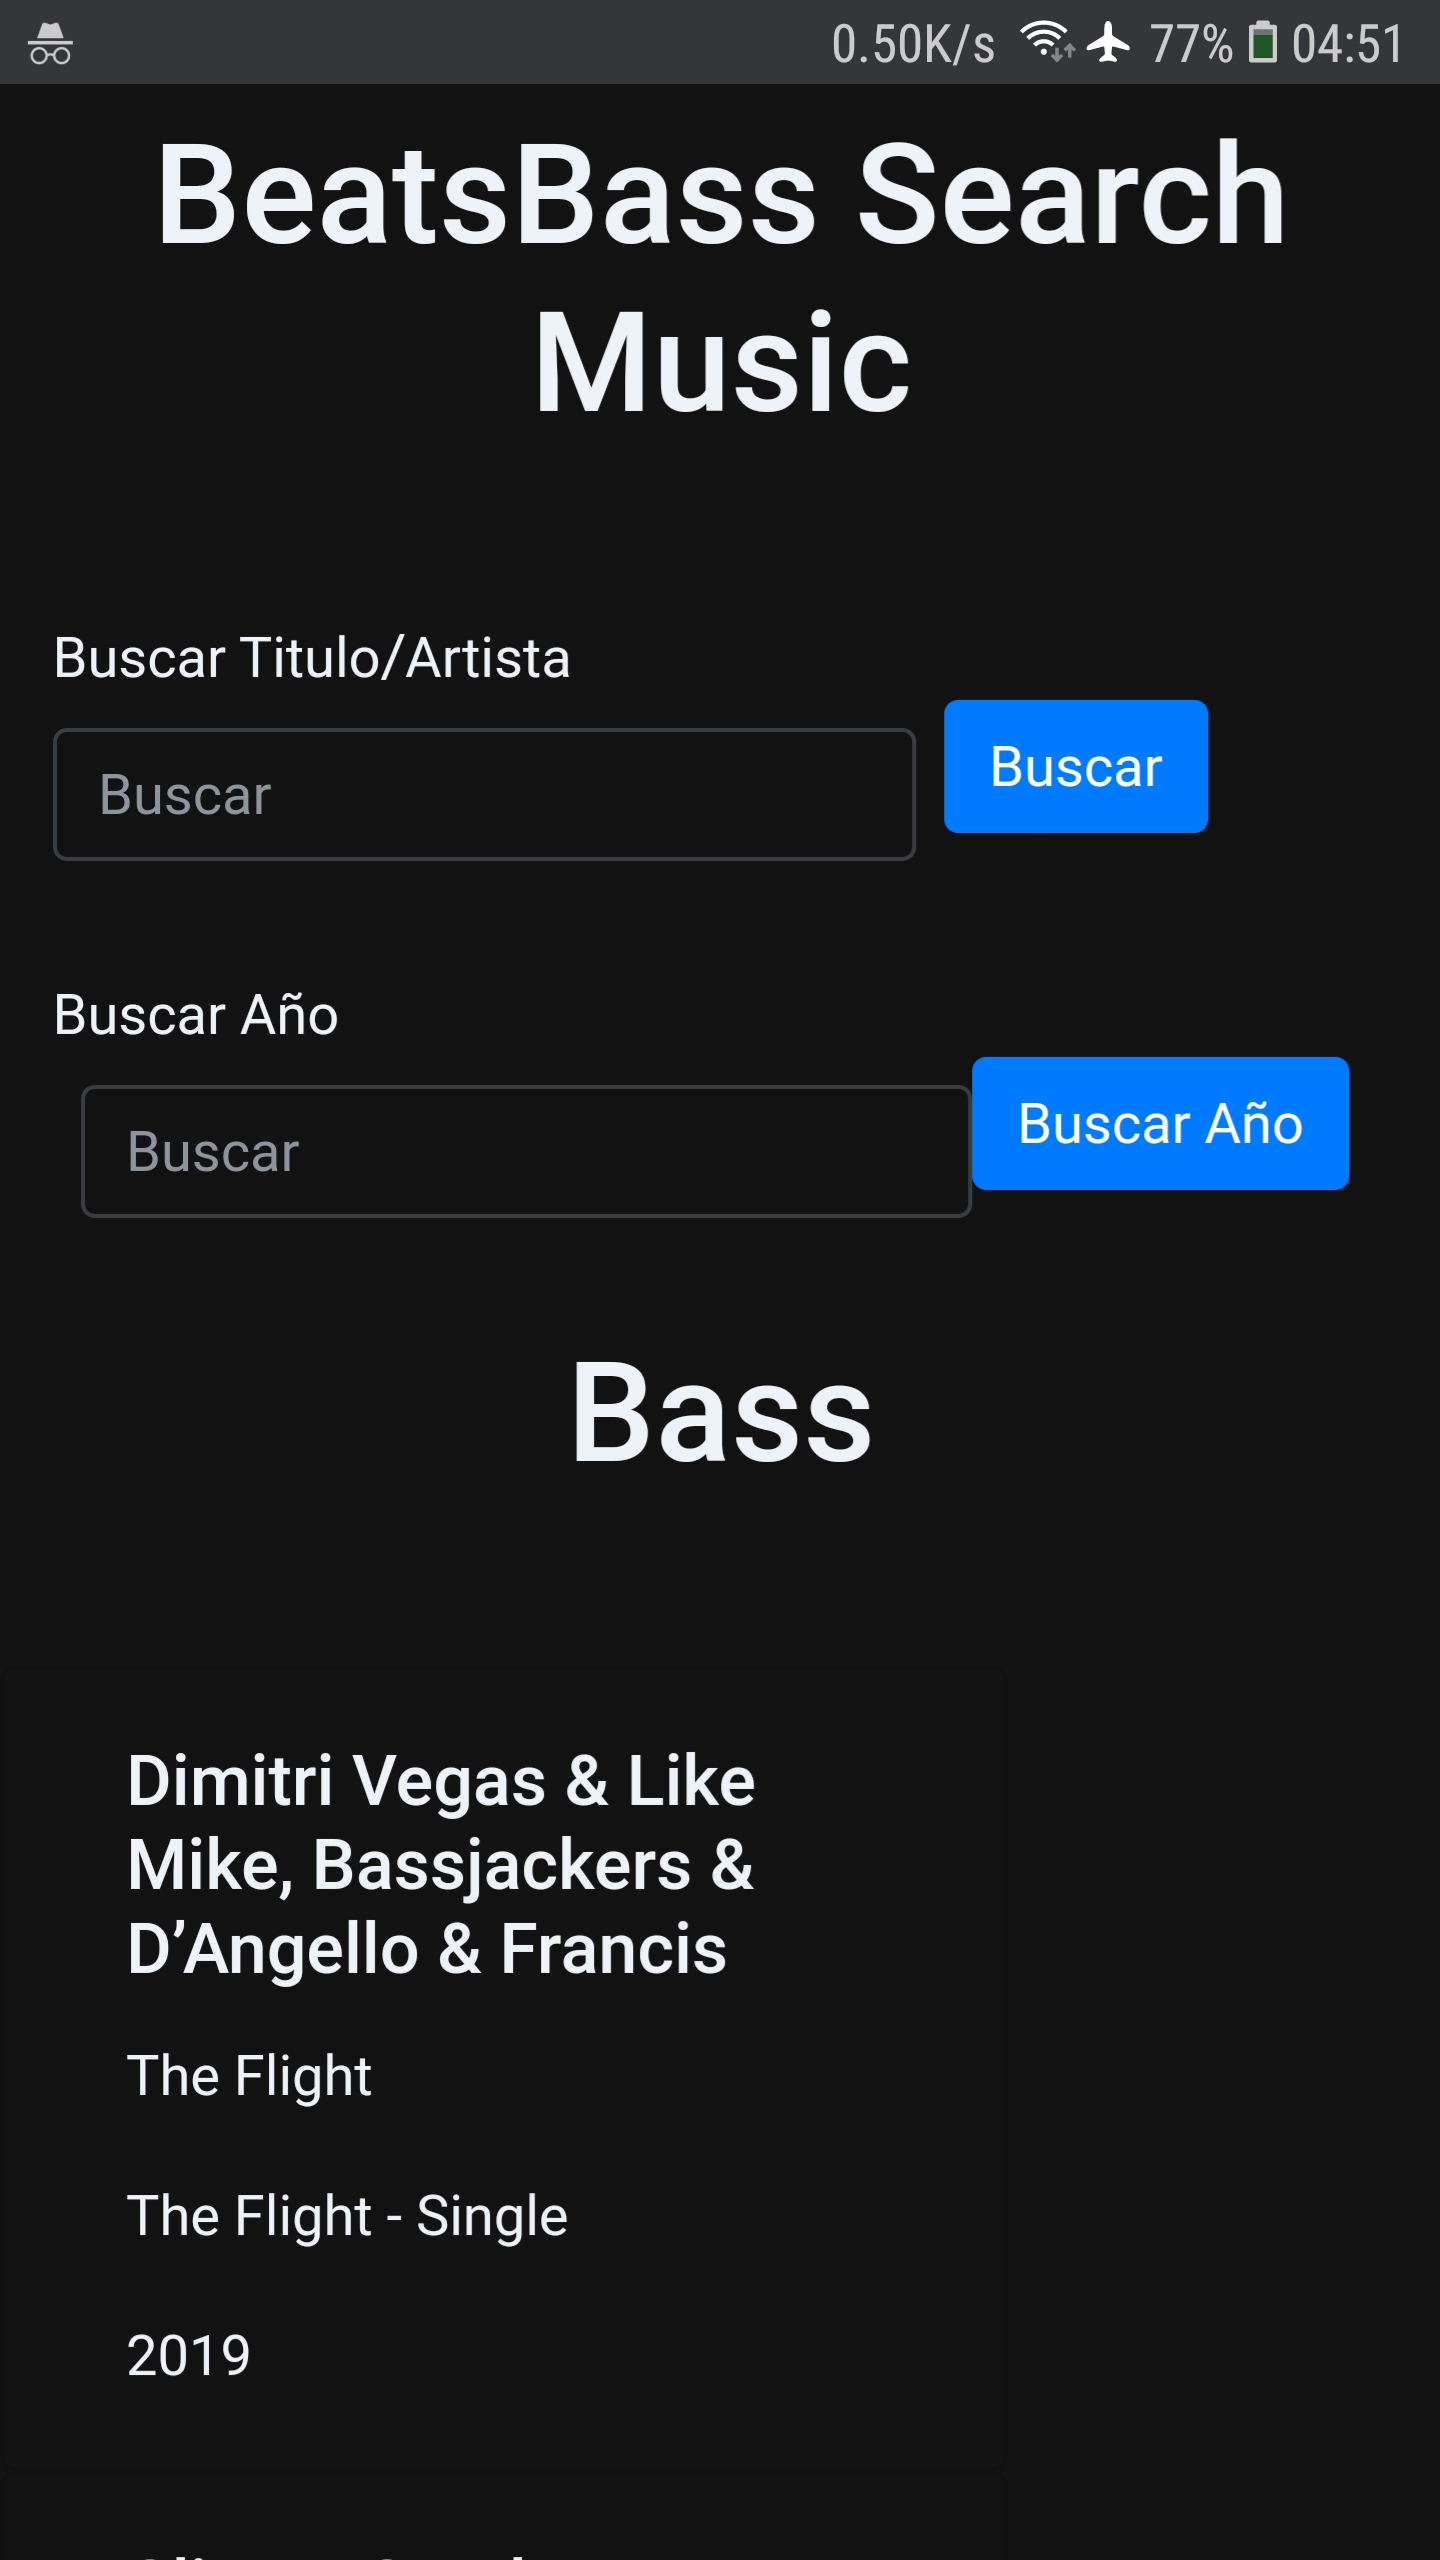 0.50K/s 77% 04:51
BeatsBass Search
Music
Buscar Titulo/Artista
Buscar
Buscar
Buscar Año
Buscar
Buscar Año
Bass
Dimitri Vegas & Like
Mike, Bassjackers &
D’Angello & Francis
The Flight
The Flight - Single
2019